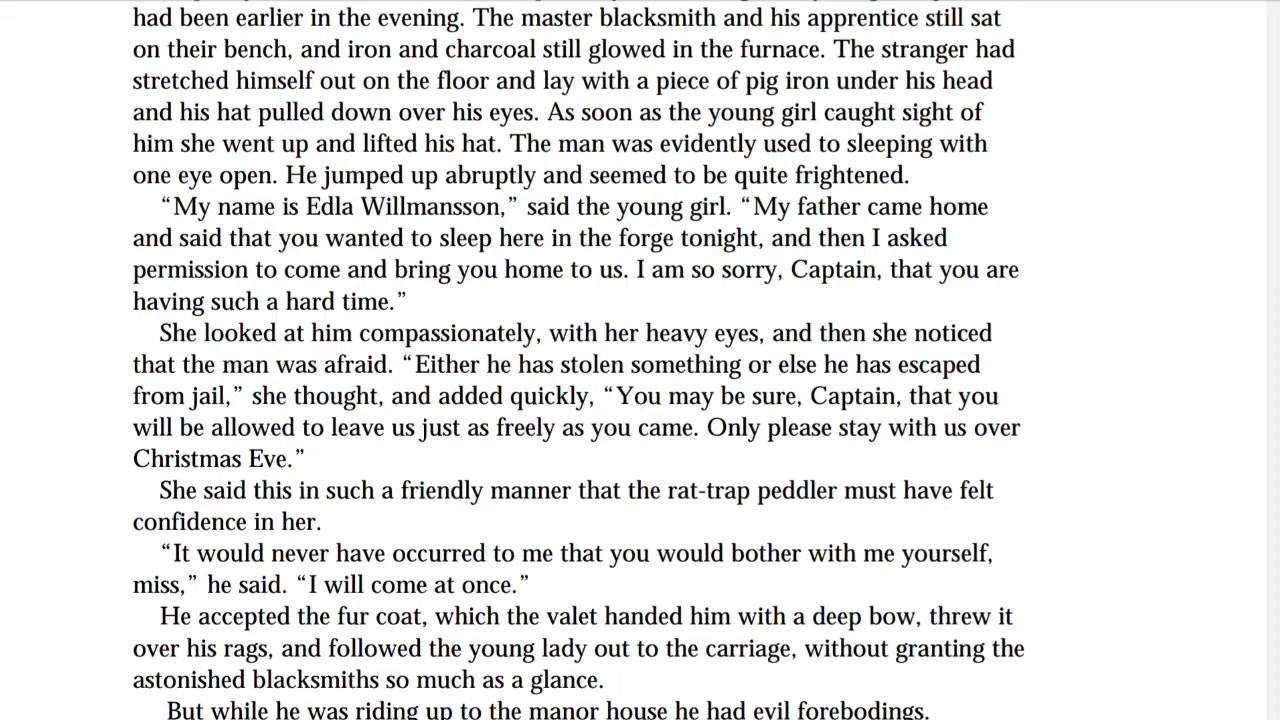 had been earlier in the evening. The master blacksmith and his apprentice still sat
on their bench, and iron and charcoal still glowed in the furnace. The stranger had
stretched himself out on the floor and lay with a piece of pig iron under his head
and his hat pulled down over his eyes. As soon as the young girl caught sight of
him she went up and lifted his hat. The man was evidently used to sleeping with
one eye open. He jumped up abruptly and seemed to be quite frightened.
“My name is Edla Willmansson,” said the young girl. “My father came home
and said that you wanted to sleep here in the forge tonight, and then I asked
permission to come and bring you home to us. I am so sorry, Captain, that you are
having such a hard time.”
She looked at him compassionately, with her heavy eyes, and then she noticed
that the man was afraid. “Either he has stolen something or else he has escaped
from jail,” she thought, and added quickly, “You may be sure, Captain, that you
will be allowed to leave us just as freely as you came. Only please stay with us over
Christmas Eve.”
She said this in such a friendly manner that the rat-trap peddler must have felt
confidence in her.
“It would never have occurred to me that you would bother with me yourself,
miss,” he said. “I will come at once.”
He accepted the fur coat, which the valet handed him with a deep bow, threw it
over his rags, and followed the young lady out to the carriage, without granting the
astonished blacksmiths so much as a glance.
But while he was riding up to the manor house he had evil forebodings.